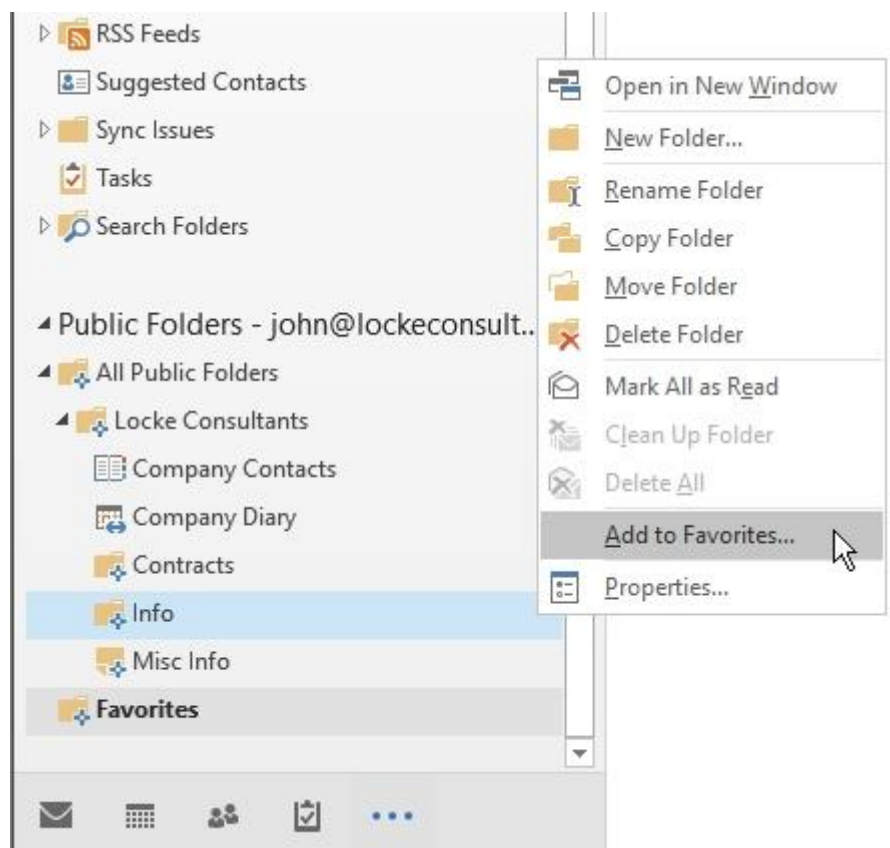 RSS Feeds
Suggested Contacts
Sync Issues
Tasks
Search Folders
Public Folders - john@lockeconsult...
All Public Folders
Locke Consultants
Company Contacts
Company Diary
Contracts
Info
Misc Info
Favorites
Open in New Window
New Folder...
Rename Folder
Copy Folder
Move Folder
Delete Folder
Mark All as Read
Clean Up Folder
Delete All
Add to Favorites...
Properties...